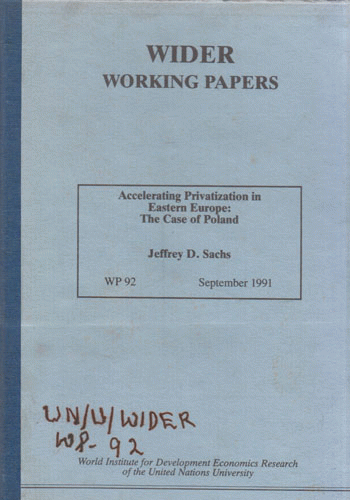 WIDER
WORKING PAPERS
Accelerating Privatization in
Eastern Europe:
The Case of Poland
Jeffrey D. Sachs
WP 92 September 1991
UN/U/WIDER
WP-92
World Institute for Development Economics Research
of the United Nations University